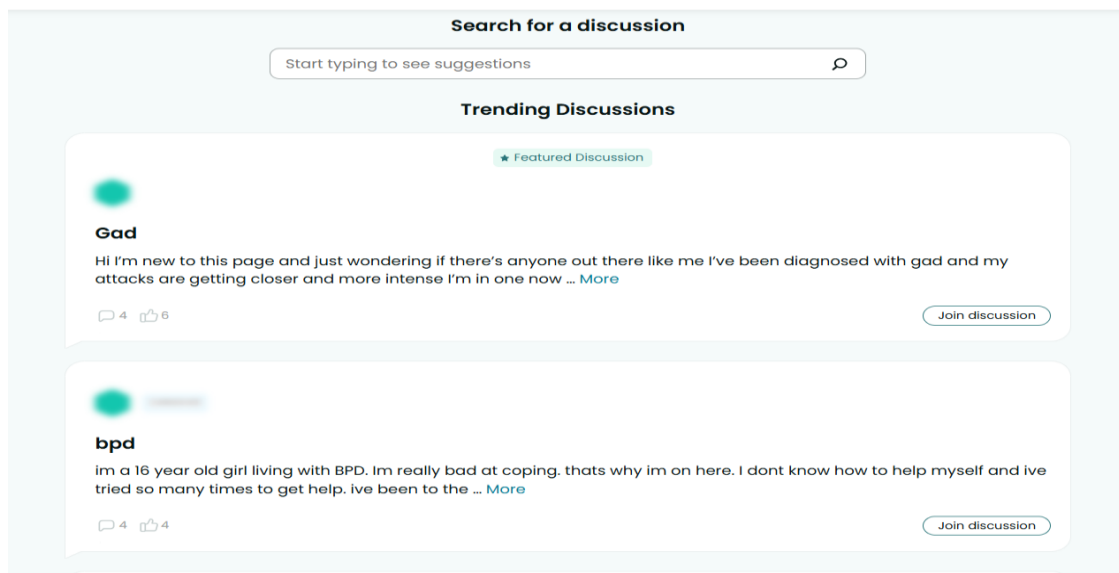 Search for a discussion
Start typing to see suggestions
Trending Discussions
★ Featured Discussion
Gad
Hi I'm new to this page and just wondering if there's anyone out there like me I've been diagnosed with gad and my
attacks are getting closer and more intense I'm in one now ... More
4 6
Join discussion
bpd
im a 16 year old girl living with BPD. Im really bad at coping. thats why im on here. I dont know how to help myself and ive
tried so many times to get help. ive been to the ... More
4 4
Join discussion